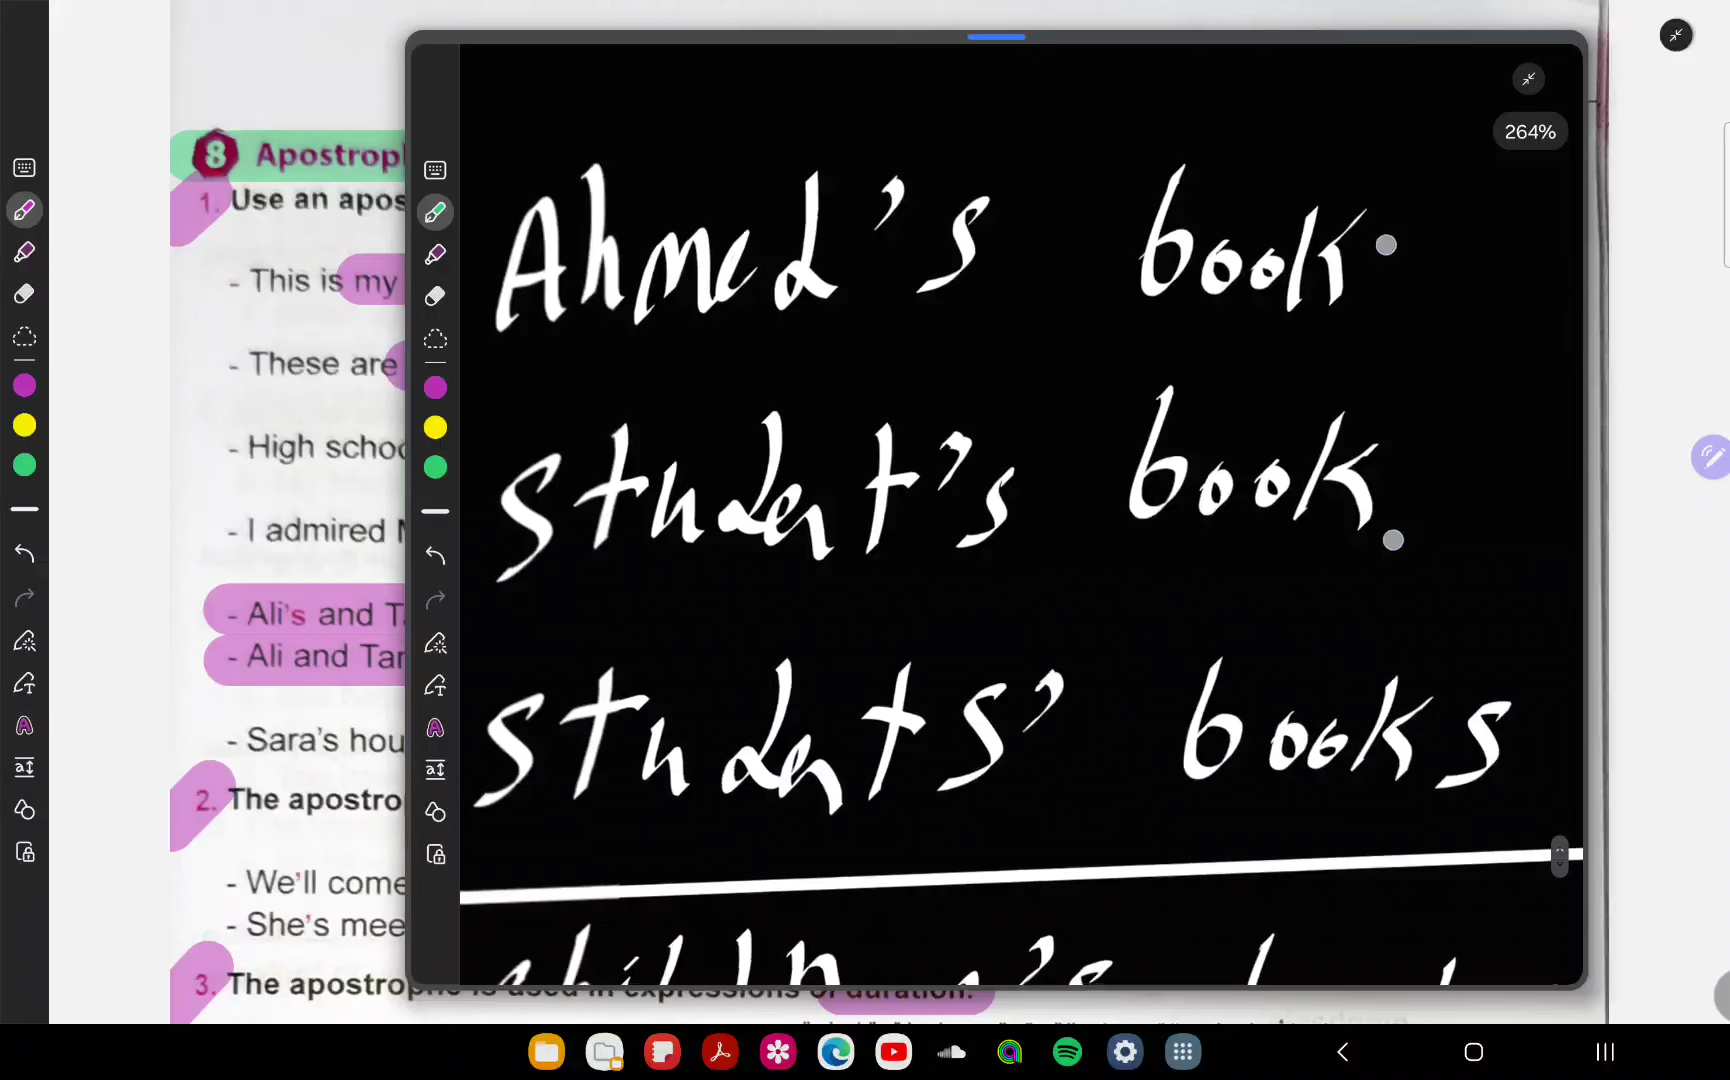 264%
8 Apostrop
1. Use an apos
- This is my
- These are
- High schoo
- I admired
- Ali's and T
- Ali and Tar
- Sara's hou
2. The apostro
- We'll come
- She's mee
3. The apostrophe is used in expressions of duration.
Ahmed's book
student's book
students' books